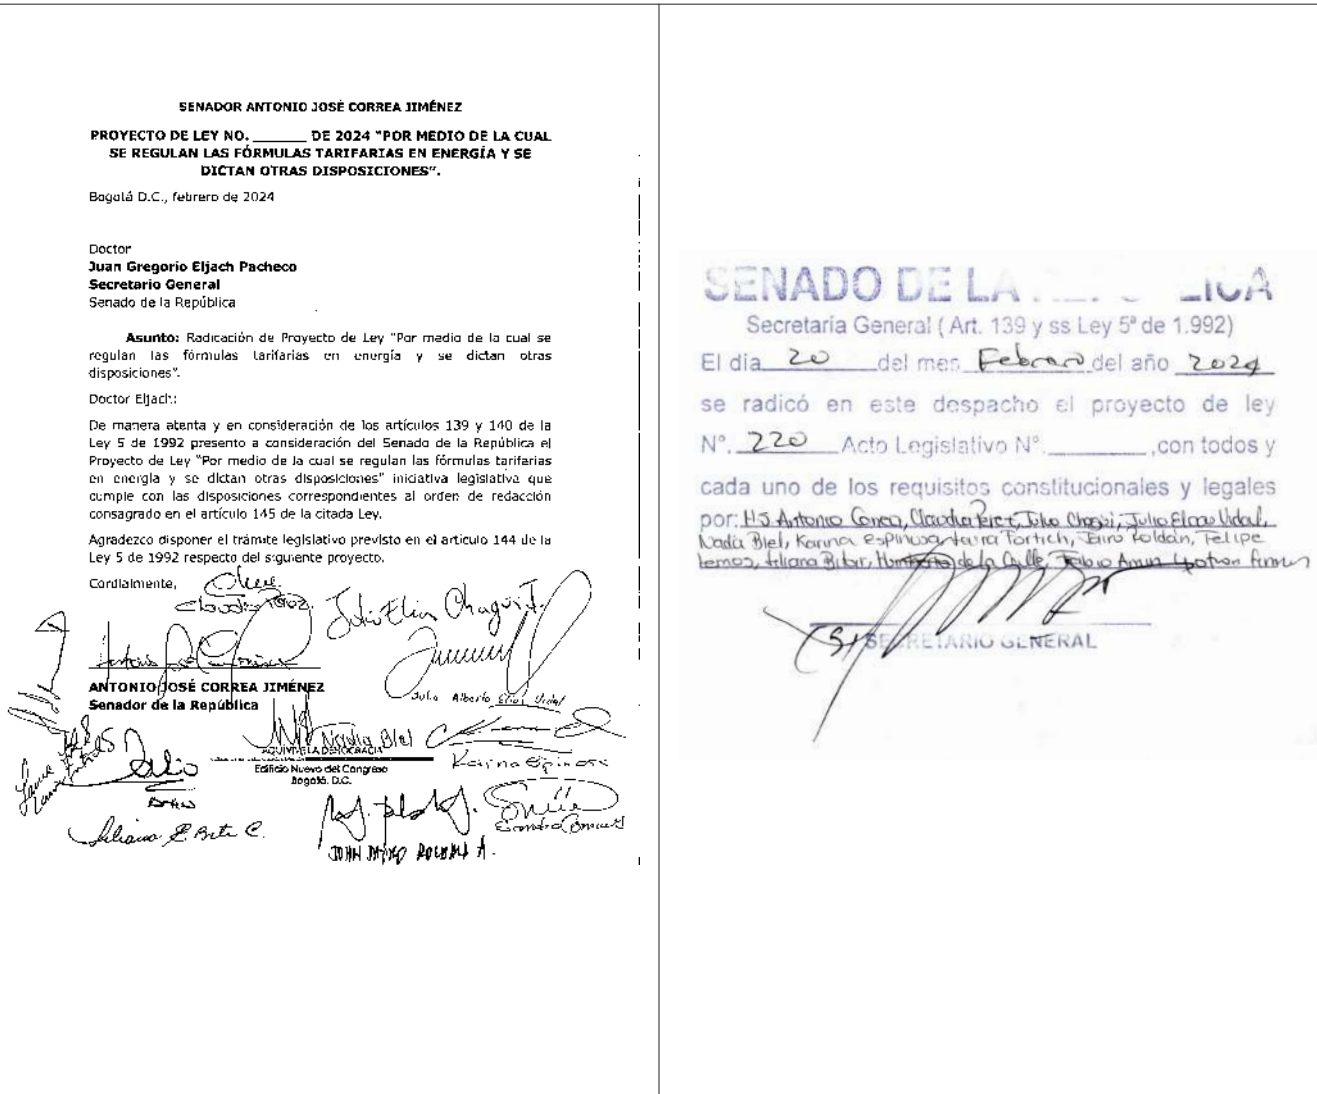 SENADOR ANTONIO JOSÉ CORREA JIMÉNEZ
PROYECTO DE LEY NO. _______ DE 2024 "POR MEDIO DE LA CUAL
SE REGULAN LAS FÓRMULAS TARIFARIAS EN ENERGÍA Y SE
DICTAN OTRAS DISPOSICIONES".
Bogotá D.C., febrero de 2024
Doctor
Juan Gregorio Eljach Pacheco
Secretario General
Senado de la República
Asunto: Radicación de Proyecto de Ley "Por medio de la cual se
regulan las fórmulas tarifarias en energía y se dictan otras
disposiciones".
Doctor Eljach:
De manera atenta y en consideración de los artículos 139 y 140 de la
Ley 5 de 1992 presento a consideración del Senado de la República el
Proyecto de Ley "Por medio de la cual se regulan las fórmulas tarifarias
en energía y se dictan otras disposiciones" iniciativa legislativa que
cumple con las disposiciones correspondientes al orden de redacción
consagrado en el artículo 145 de la citada Ley.
Agradezco disponer el trámite legislativo previsto en el artículo 144 de la
Ley 5 de 1992 respecto del siguiente proyecto.
Cordialmente,
Julio Elías Chagüi F.
ANTONIO JOSÉ CORREA JIMÉNEZ
Senador de la República
Julio Alberto Elías Vidal
Nadia Blel
AQUÍ VIVE LA DEMOCRACIA
Edificio Nuevo del Congreso
Bogotá, D.C.
Karina Espinosa
SENADO DE LA REPÚBLICA
Secretaría General ( Art. 139 y ss Ley 5ª de 1.992)
El día 20 del mes Febrero del año 2024
se radicó en este despacho el proyecto de ley
N°. 220 Acto Legislativo N°. ________, con todos y
cada uno de los requisitos constitucionales y legales
por: HS Antonio Correa, Claudia Perez, Julio Chagüi, Julio Elías Vidal,
Nadia Blel, Karina Espinosa, Laura Fortich, Jairo Roldán, Felipe
Lemos, Liliana Bitar, Humberto de la Calle, Fabio Amin
SECRETARIO GENERAL